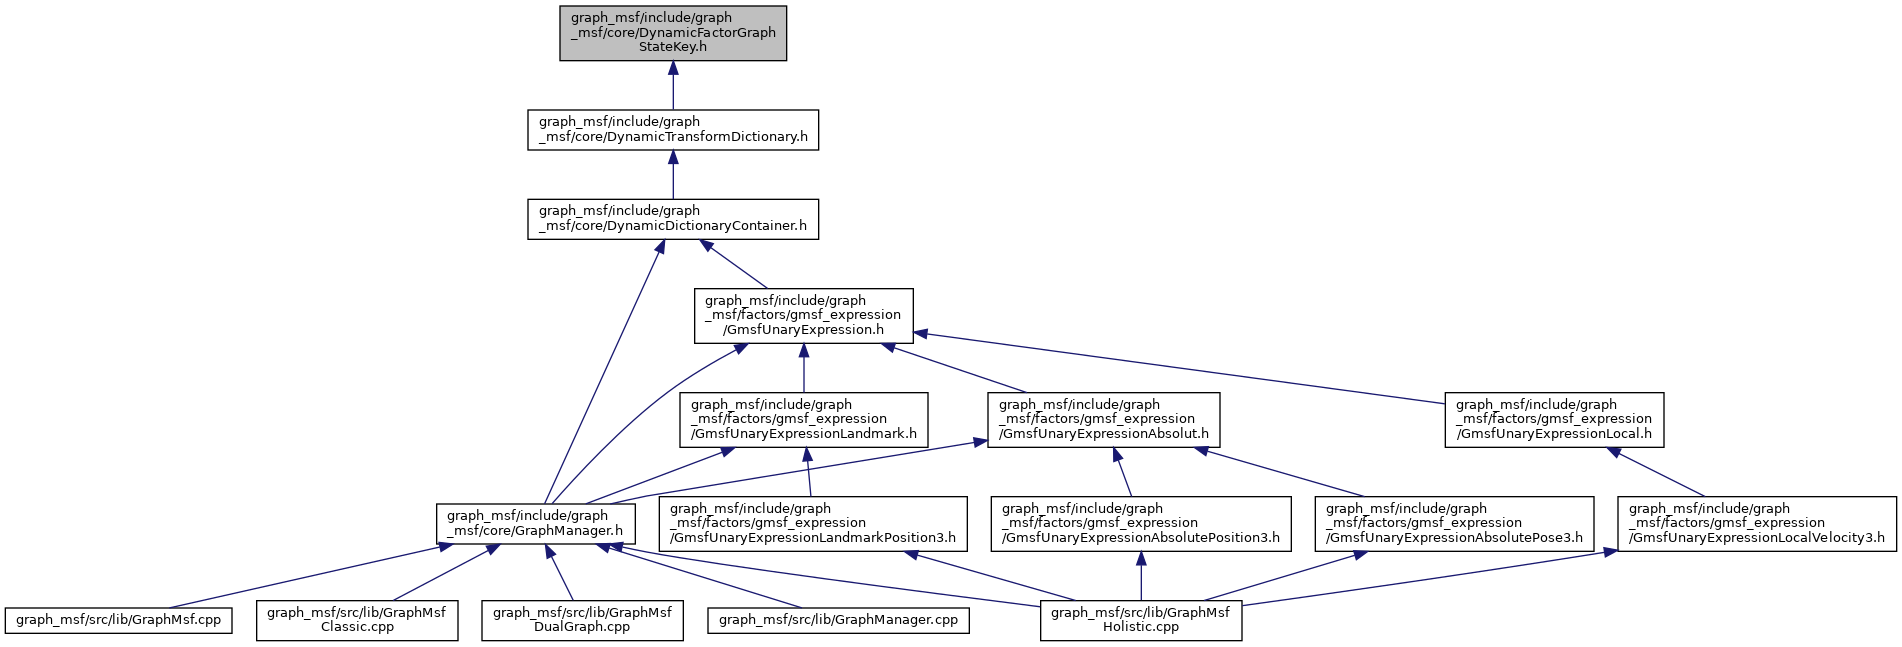 graph_msf/include/graph
_msf/core/DynamicFactorGraph
StateKey.h
graph_msf/include/graph
_msf/core/DynamicTransformDictionary.h
graph_msf/include/graph
_msf/core/DynamicDictionaryContainer.h
graph_msf/include/graph
_msf/factors/gmsf_expression
/GmsfUnaryExpression.h
graph_msf/include/graph
_msf/factors/gmsf_expression
/GmsfUnaryExpressionLandmark.h
graph_msf/include/graph
_msf/factors/gmsf_expression
/GmsfUnaryExpressionAbsolut.h
graph_msf/include/graph
_msf/factors/gmsf_expression
/GmsfUnaryExpressionLocal.h
graph_msf/include/graph
_msf/core/GraphManager.h
graph_msf/include/graph
_msf/factors/gmsf_expression
/GmsfUnaryExpressionLandmarkPosition3.h
graph_msf/include/graph
_msf/factors/gmsf_expression
/GmsfUnaryExpressionAbsolutePosition3.h
graph_msf/include/graph
_msf/factors/gmsf_expression
/GmsfUnaryExpressionAbsolutePose3.h
graph_msf/include/graph
_msf/factors/gmsf_expression
/GmsfUnaryExpressionLocalVelocity3.h
graph_msf/src/lib/GraphMsf.cpp
graph_msf/src/lib/GraphMsf
Classic.cpp
graph_msf/src/lib/GraphMsf
DualGraph.cpp
graph_msf/src/lib/GraphManager.cpp
graph_msf/src/lib/GraphMsf
Holistic.cpp